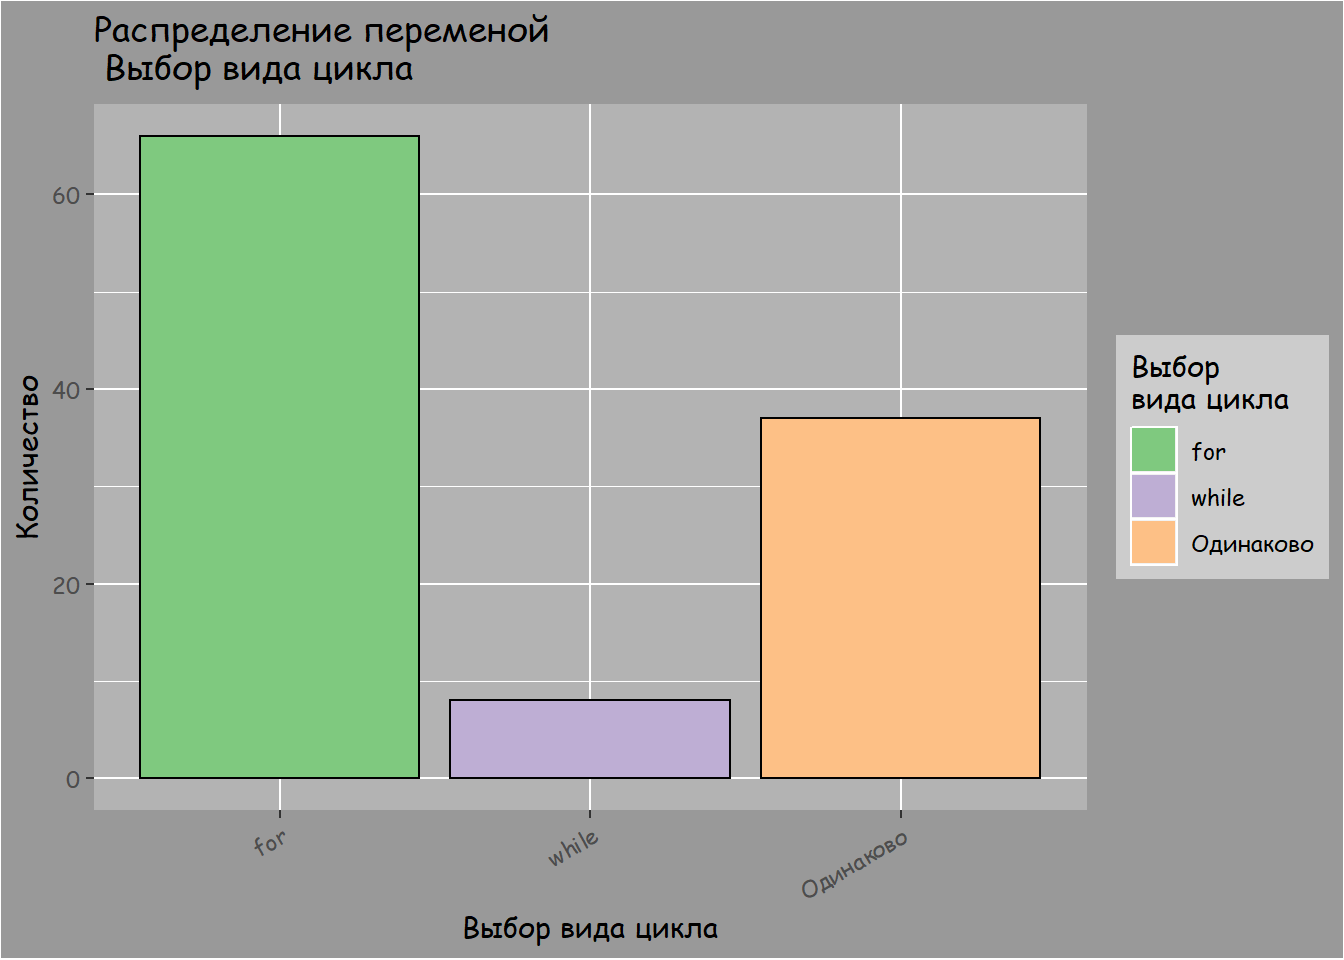 Распределение переменой
Выбор вида цикла
Количество
60
40
20
0
for
while
Одинаково
Выбор вида цикла
Выбор
вида цикла
for
while
Одинаково